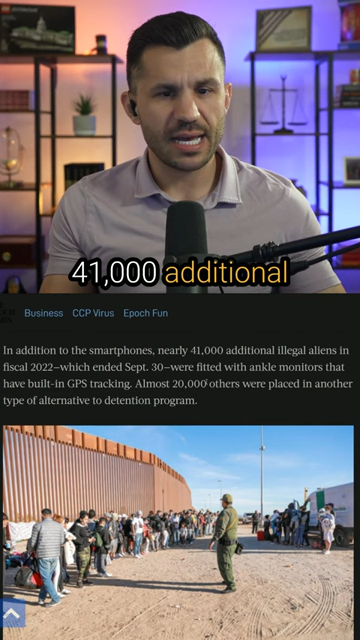 41,000 additional
Business CCP Virus Epoch Fun
In addition to the smartphones, nearly 41,000 additional illegal aliens in
fiscal 2022—which ended Sept. 30—were fitted with ankle monitors that
have built-in GPS tracking. Almost 20,000 others were placed in another
type of alternative to detention program.